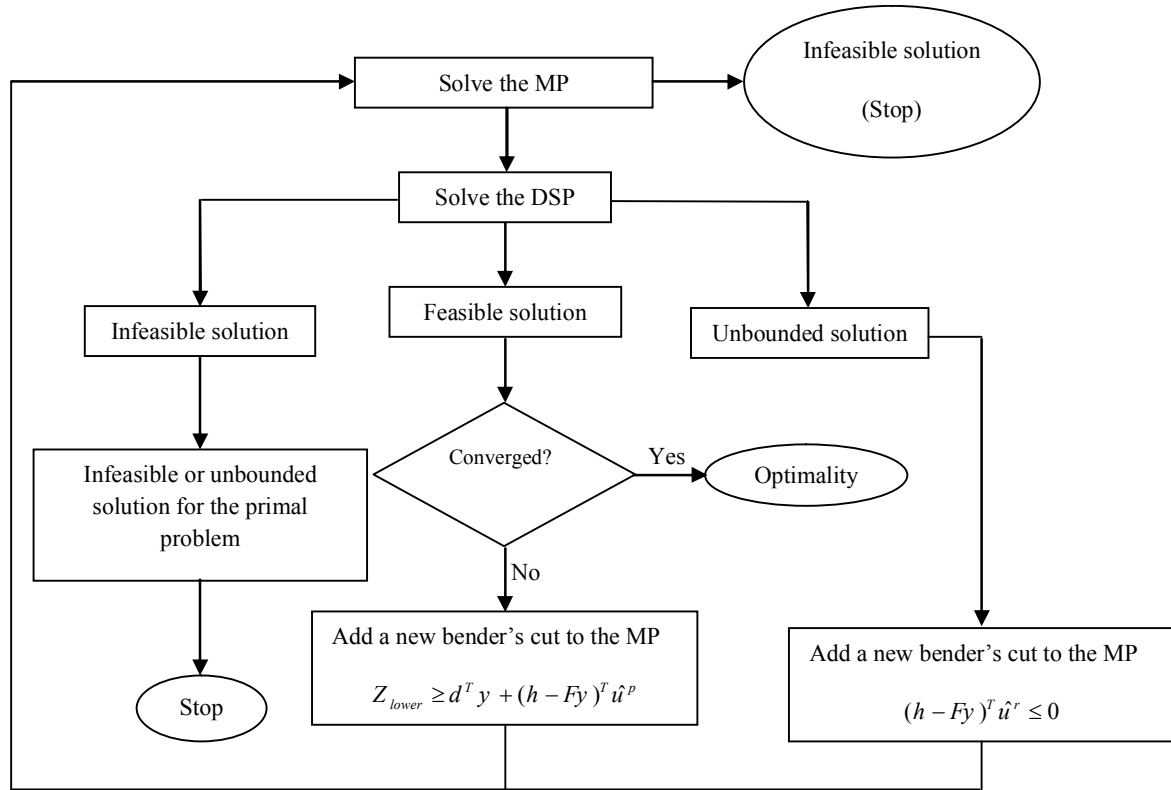 Solve the MP
Infeasible solution
(Stop)
Solve the DSP
Infeasible solution
Feasible solution
Unbounded solution
Infeasible or unbounded
solution for the primal
problem
Converged?
Yes
Optimality
No
Stop
Add a new bender’s cut to the MP
Z_{lower} ≥ d^T y + (h − Fy)^T û^p
Add a new bender’s cut to the MP
(h − Fy)^T û^r ≤ 0